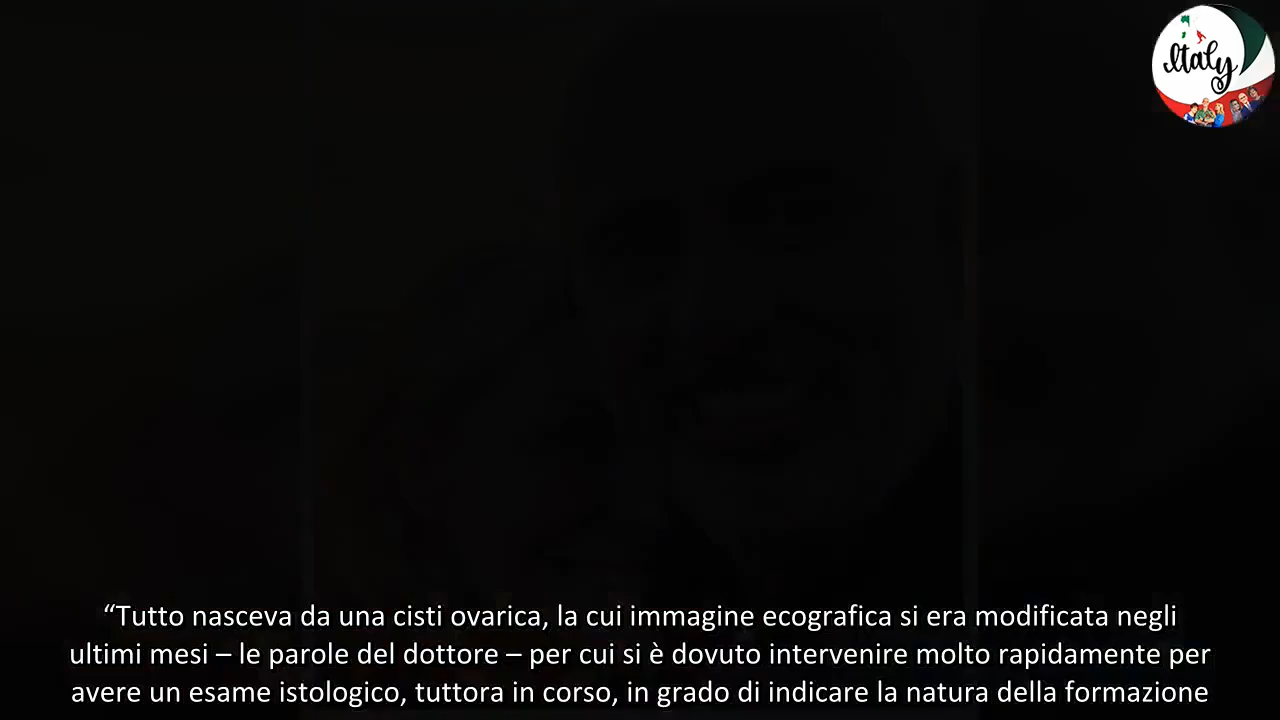 Italy
“Tutto nasceva da una cisti ovarica, la cui immagine ecografica si era modificata negli
ultimi mesi – le parole del dottore – per cui si è dovuto intervenire molto rapidamente per
avere un esame istologico, tuttora in corso, in grado di indicare la natura della formazione